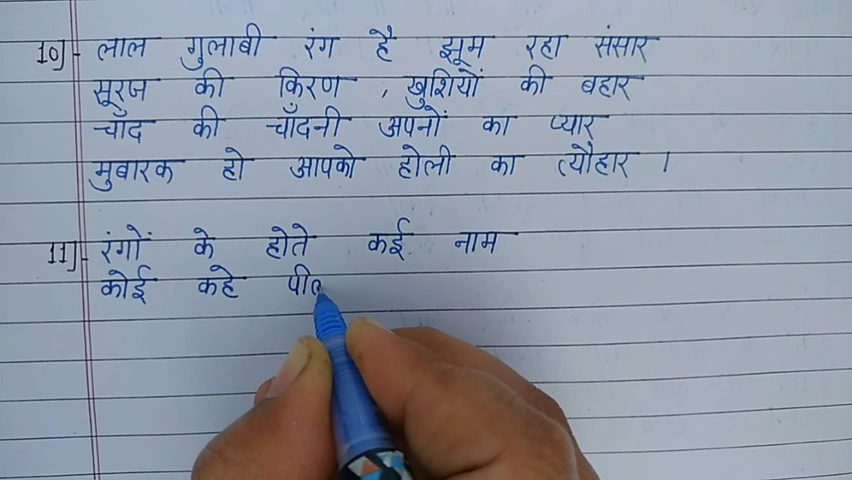 10) लाल गुलाबी रंग है झूम रहा संसार
सूरज की किरण , खुशियों की बहार
चाँद की चाँदनी अपनों का प्यार
मुबारक हो आपको होली का त्यौहार ।
11) रंगों के होते कई नाम
कोई कहे